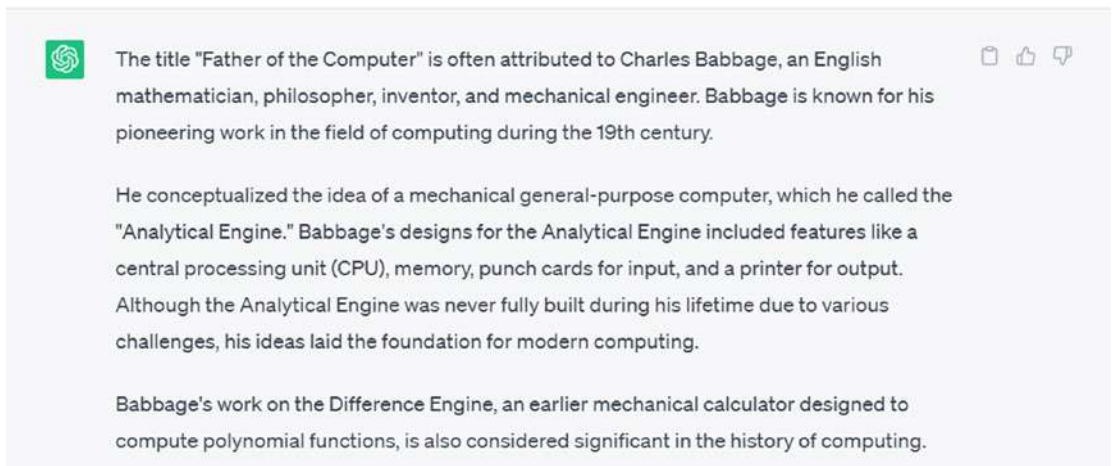 The title "Father of the Computer" is often attributed to Charles Babbage, an English
mathematician, philosopher, inventor, and mechanical engineer. Babbage is known for his
pioneering work in the field of computing during the 19th century.
He conceptualized the idea of a mechanical general-purpose computer, which he called the
"Analytical Engine." Babbage's designs for the Analytical Engine included features like a
central processing unit (CPU), memory, punch cards for input, and a printer for output.
Although the Analytical Engine was never fully built during his lifetime due to various
challenges, his ideas laid the foundation for modern computing.
Babbage's work on the Difference Engine, an earlier mechanical calculator designed to
compute polynomial functions, is also considered significant in the history of computing.